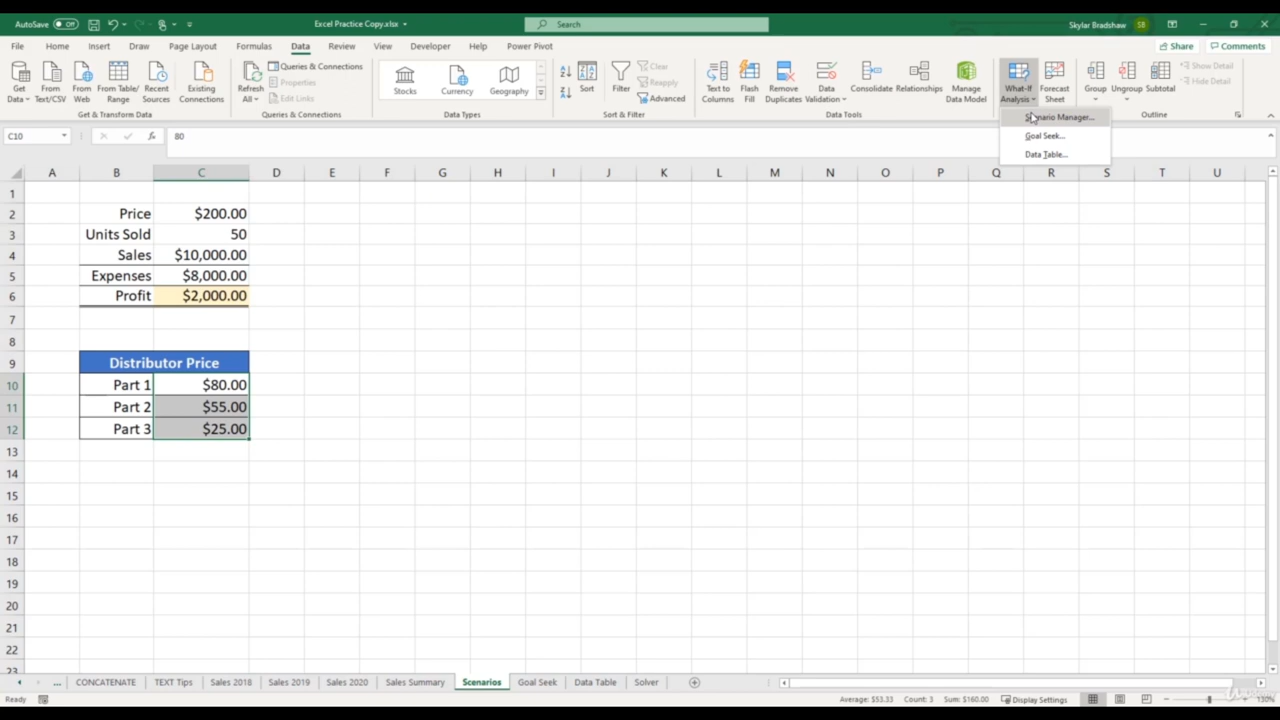 AutoSave Off Excel Practice Copy.xlsx Search Skylar Bradshaw SB
File Home Insert Draw Page Layout Formulas Data Review View Developer Help Power Pivot Share Comments
Get Data From Text/CSV From Web From Table/ Range Recent Sources Existing Connections Refresh All Queries & Connections Properties Edit Links Stocks Currency Geography Sort Filter Clear Reapply Advanced Text to Columns Flash Fill Remove Duplicates Data Validation Consolidate Relationships Manage Data Model What-If Analysis Forecast Sheet Group Ungroup Subtotal Show Detail Hide Detail
Get & Transform Data Queries & Connections Data Types Sort & Filter Data Tools Outline
Scenario Manager...
Goal Seek...
Data Table...
C10 fx 80
A B C D E F G H I J K L M N O P Q R S T U
1
2 Price $200.00
3 Units Sold 50
4 Sales $10,000.00
5 Expenses $8,000.00
6 Profit $2,000.00
7
8
9 Distributor Price
10 Part 1 $80.00
11 Part 2 $55.00
12 Part 3 $25.00
13
14
15
16
17
18
19
20
21
22
23
... CONCATENATE TEXT Tips Sales 2018 Sales 2019 Sales 2020 Sales Summary Scenarios Goal Seek Data Table Solver
Ready Average: $53.33 Count: 3 Sum: $160.00 Display Settings 130%